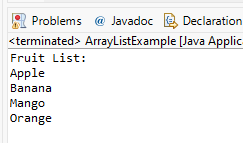 Problems @ Javadoc Declaration
<terminated> ArrayListExample [Java Applic
Fruit List:
Apple
Banana
Mango
Orange